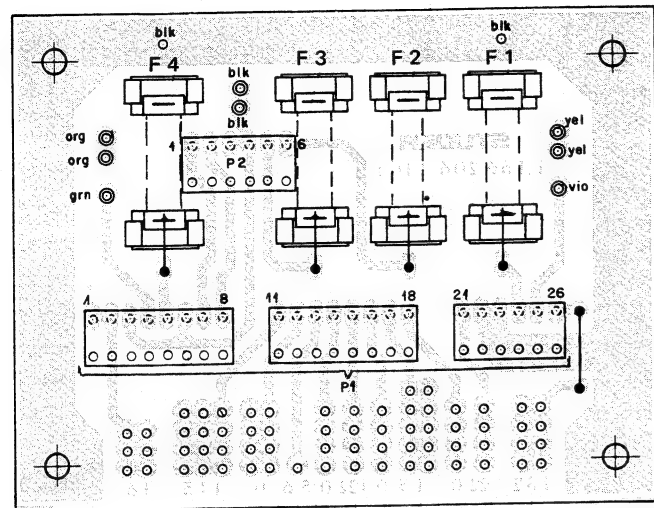 blk blk
F 4 F 3 F 2 F 1
blk
blk
org yel
org yel
1 P2 6
grn vio
1 8 11 18 21 26
P1